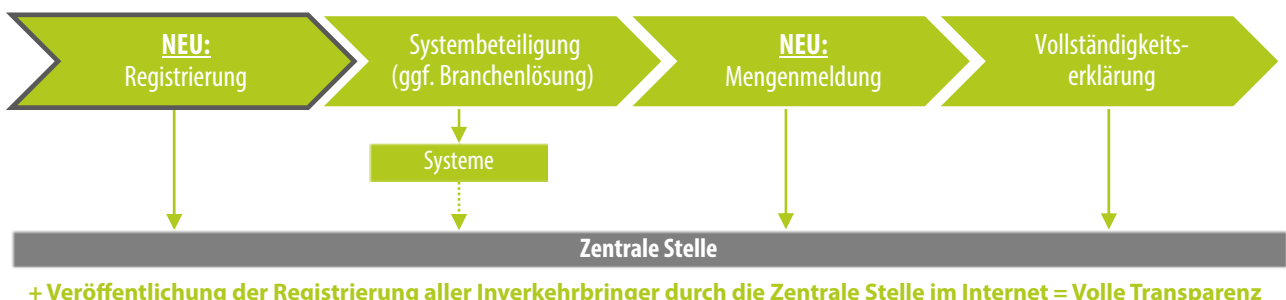 NEU:
Registrierung
Systembeteiligung
(ggf. Branchenlösung)
NEU:
Mengenmeldung
Vollständigkeits-
erklärung
Systeme
Zentrale Stelle
+ Veröffentlichung der Registrierung aller Inverkehrbringer durch die Zentrale Stelle im Internet = Volle Transparenz